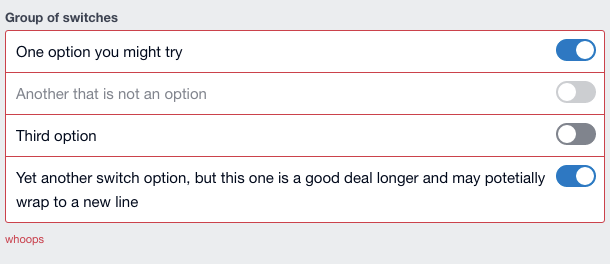 Group of switches
One option you might try
Another that is not an option
Third option
Yet another switch option, but this one is a good deal longer and may potetially
wrap to a new line
whoops